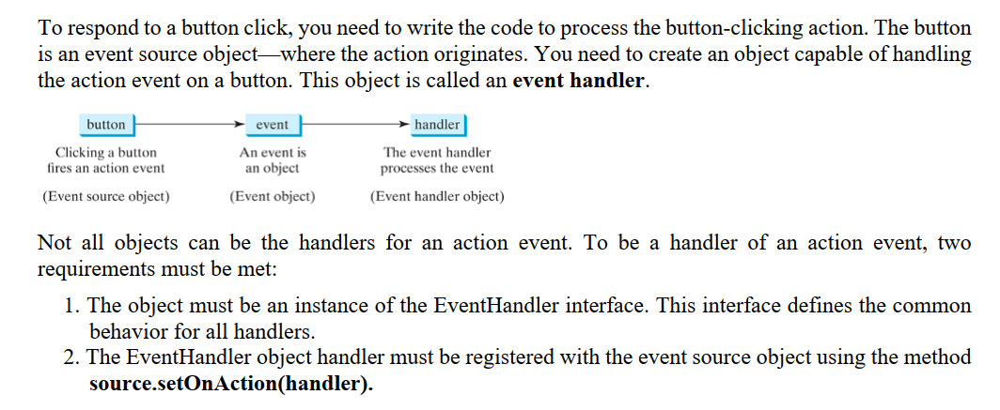 To respond to a button click, you need to write the code to process the button-clicking action. The button
is an event source object—where the action originates. You need to create an object capable of handling
the action event on a button. This object is called an event handler.
button event handler
Clicking a button An event is The event handler
fires an action event an object processes the event
(Event source object) (Event object) (Event handler object)
Not all objects can be the handlers for an action event. To be a handler of an action event, two
requirements must be met:
1. The object must be an instance of the EventHandler interface. This interface defines the common
behavior for all handlers.
2. The EventHandler object handler must be registered with the event source object using the method
source.setOnAction(handler).